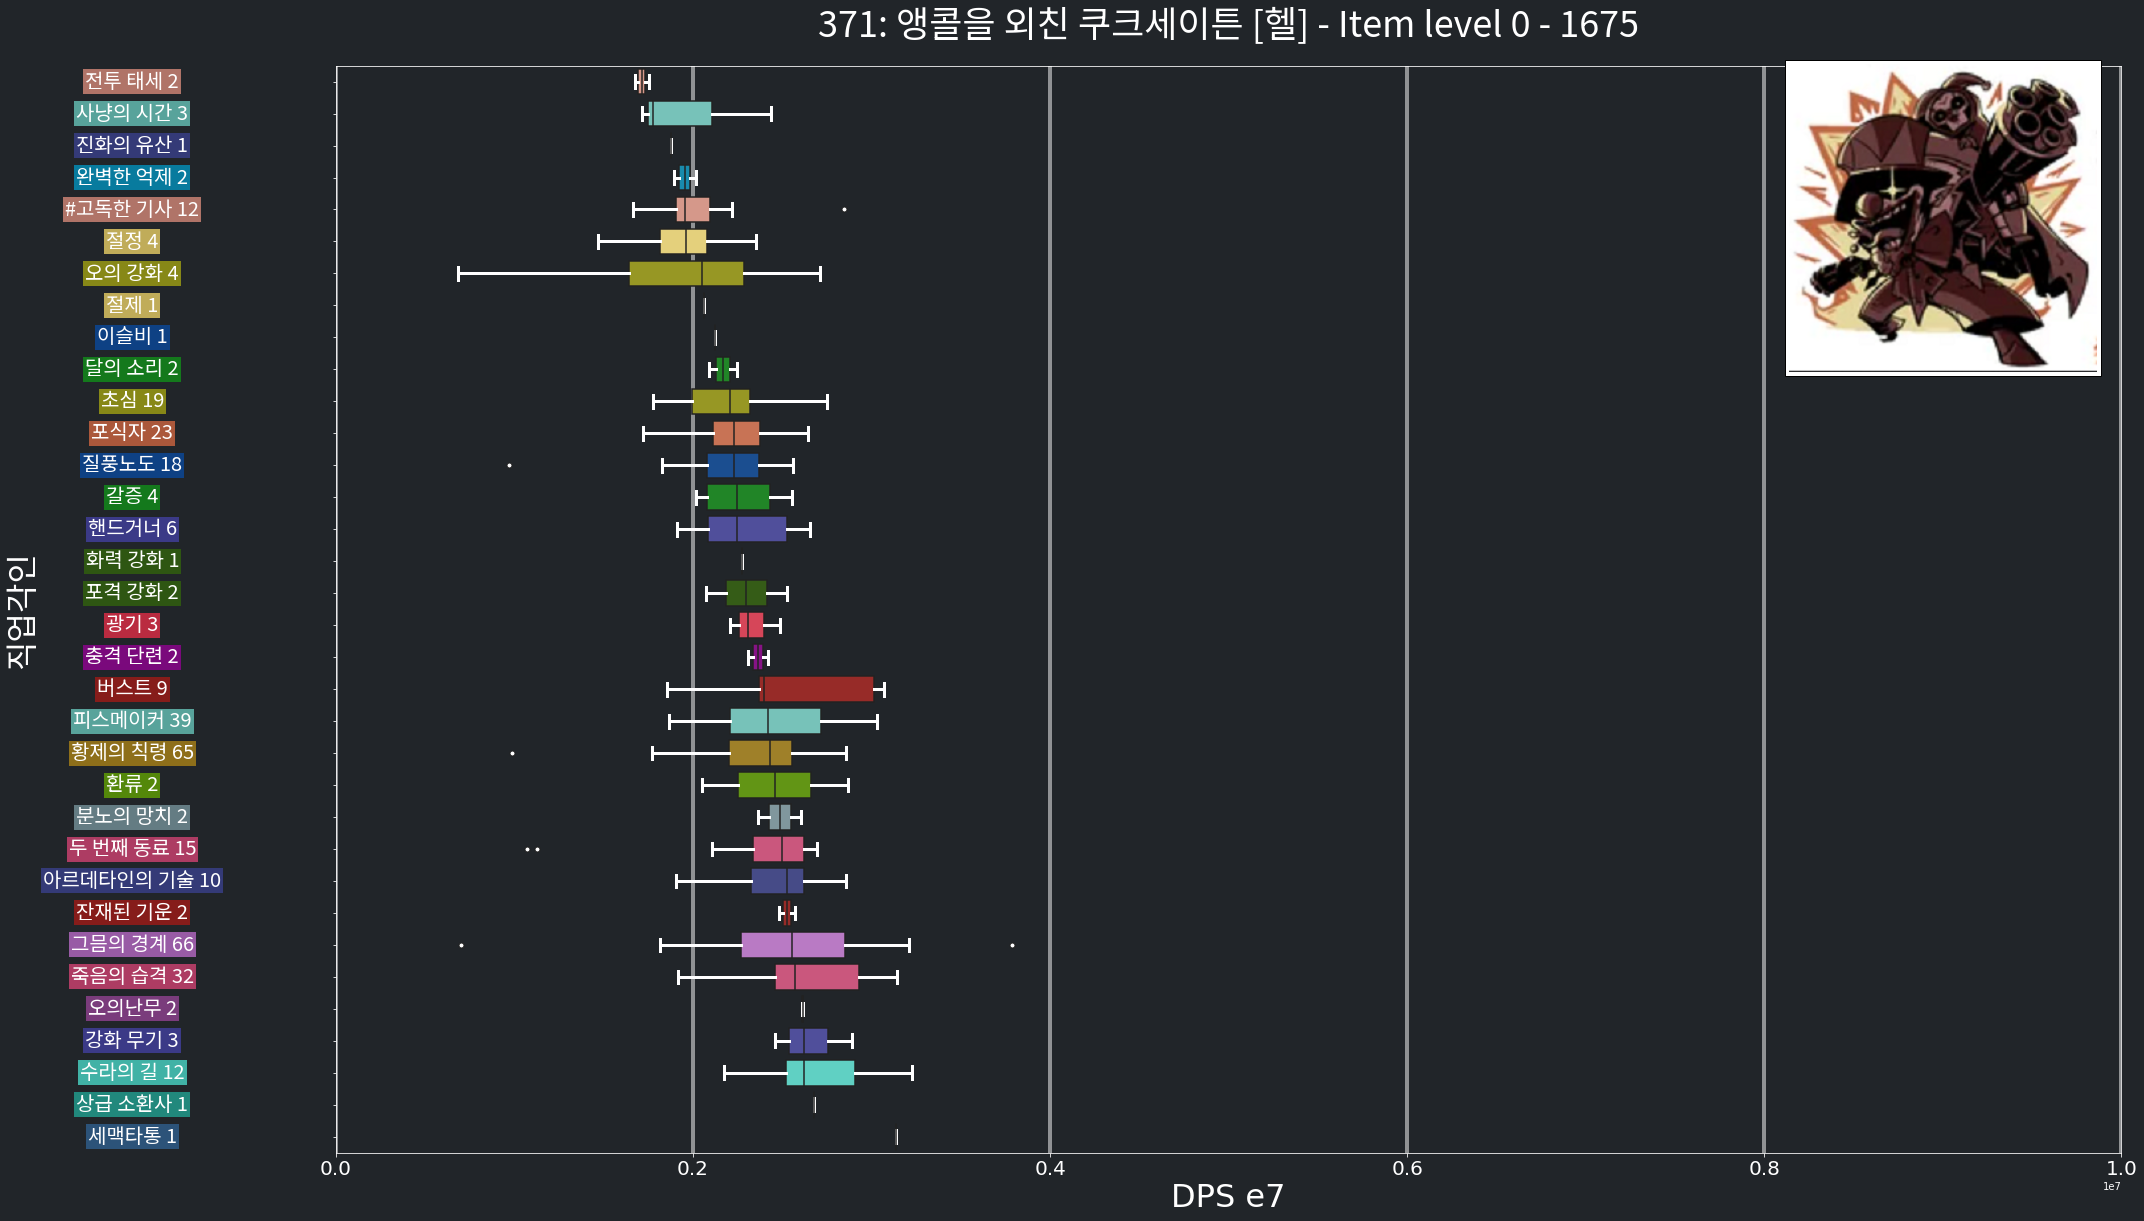 371: 앵콜을 외친 쿠크세이튼 [헬] - Item level 0 - 1675
전투 태세 2
사냥의 시간 3
진화의 유산 1
완벽한 억제 2
#고독한 기사 12
절정 4
오의 강화 4
절제 1
이슬비 1
달의 소리 2
초심 19
포식자 23
질풍노도 18
갈증 4
핸드거너 6
화력 강화 1
포격 강화 2
광기 3
충격 단련 2
버스트 9
피스메이커 39
황제의 칙령 65
환류 2
분노의 망치 2
두 번째 동료 15
아르데타인의 기술 10
잔재된 기운 2
그믐의 경계 66
죽음의 습격 32
오의난무 2
강화 무기 3
수라의 길 12
상급 소환사 1
세맥타통 1
직업각인
0.0 0.2 0.4 0.6 0.8 1.0
1e7
DPS e7